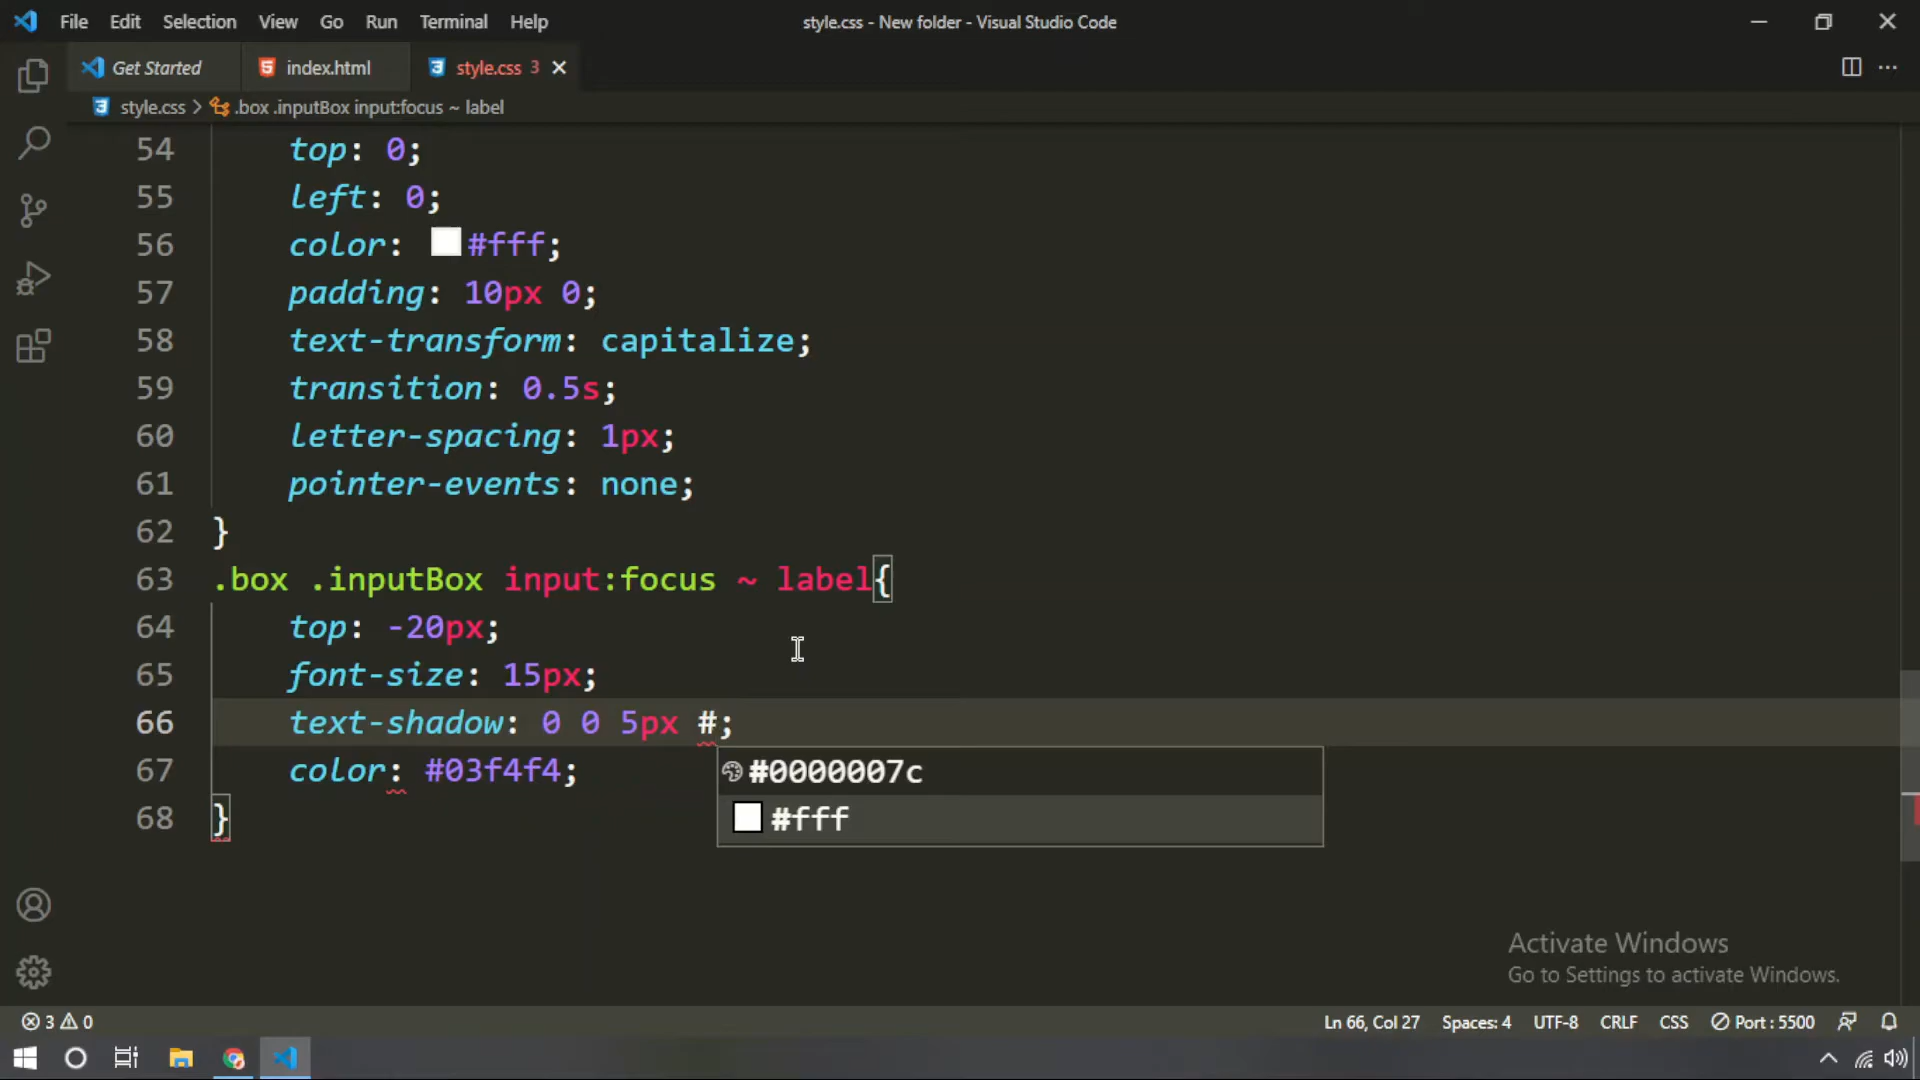 File Edit Selection View Go Run Terminal Help style.css - New folder - Visual Studio Code
Get Started index.html style.css 3
style.css > .box .inputBox input:focus ~ label
54 top: 0;
55 left: 0;
56 color: #fff;
57 padding: 10px 0;
58 text-transform: capitalize;
59 transition: 0.5s;
60 letter-spacing: 1px;
61 pointer-events: none;
62 }
63 .box .inputBox input:focus ~ label{
64 top: -20px;
65 font-size: 15px;
66 text-shadow: 0 0 5px #;
67 color: #03f4f4;
#0000007c
#fff
68 }
Activate Windows
Go to Settings to activate Windows.
3 0 Ln 66, Col 27 Spaces: 4 UTF-8 CRLF CSS Port : 5500